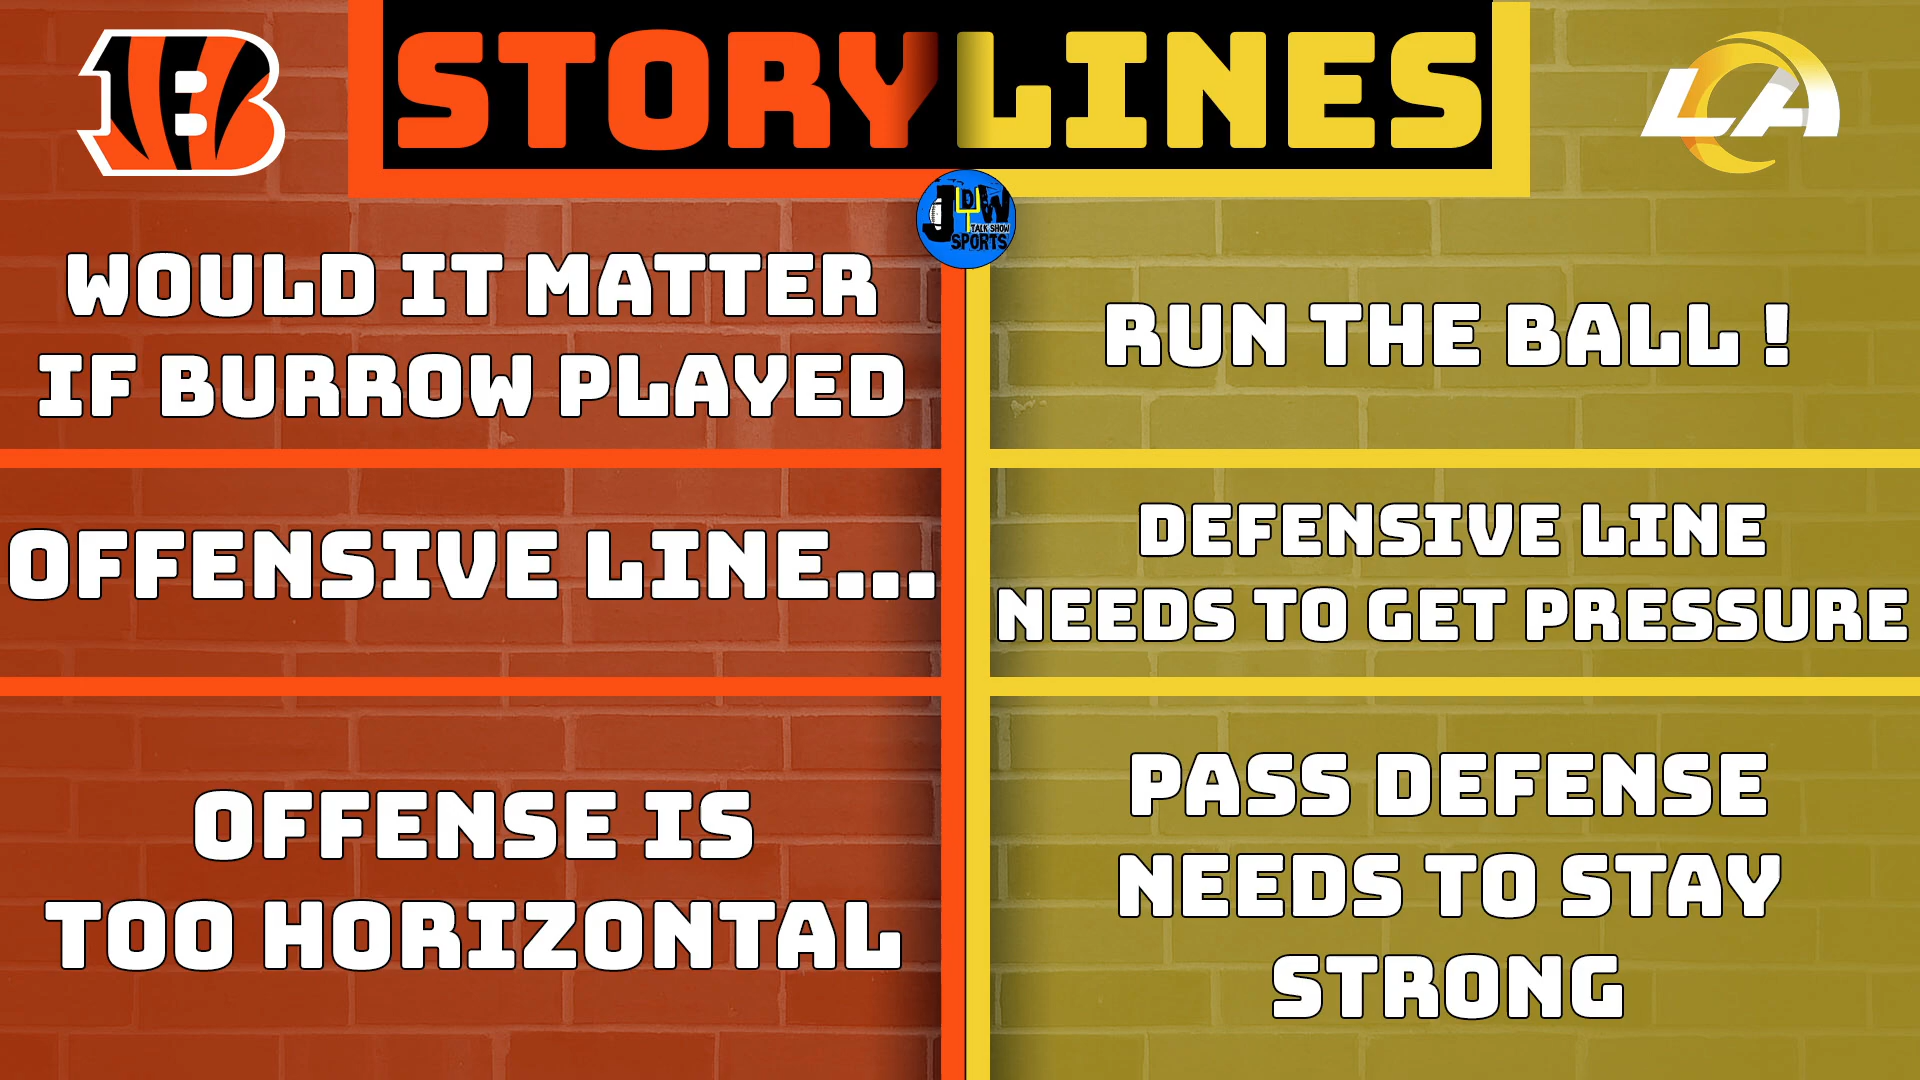 B
STORYLINES
LA
JDW
TALK SHOW
SPORTS
WOULD IT MATTER
IF BURROW PLAYED
OFFENSIVE LINE...
OFFENSE IS
TOO HORIZONTAL
RUN THE BALL !
DEFENSIVE LINE
NEEDS TO GET PRESSURE
PASS DEFENSE
NEEDS TO STAY
STRONG